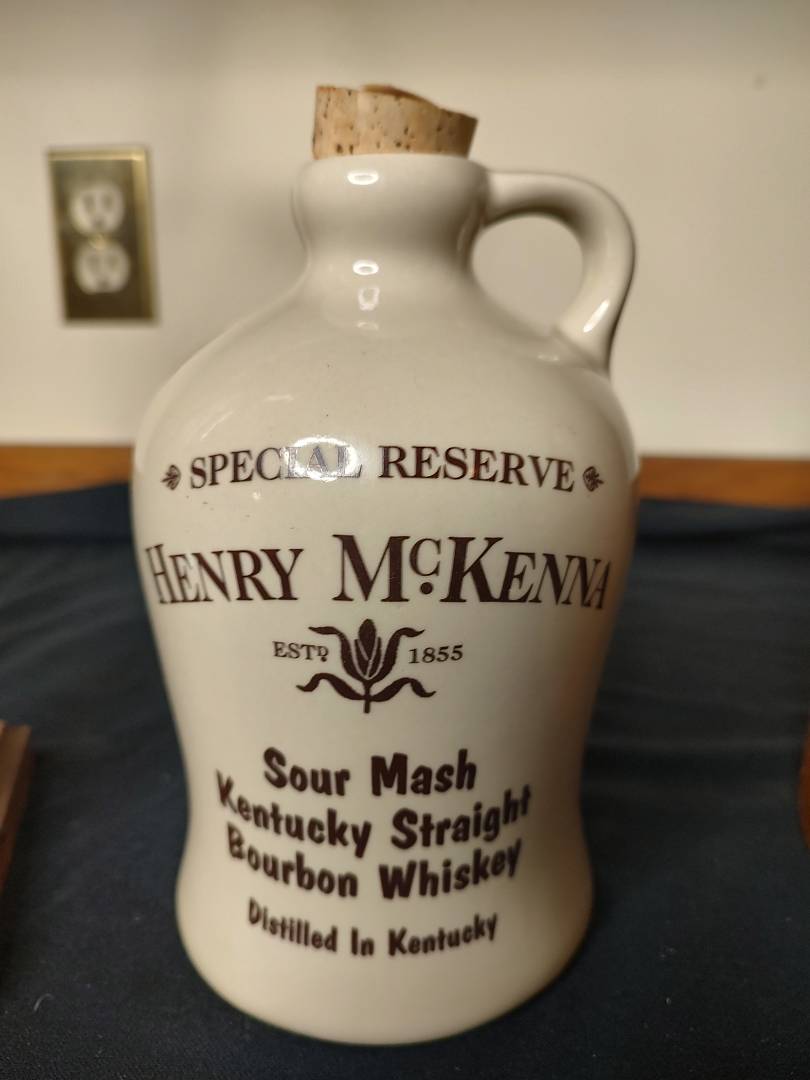 SPECIAL RESERVE
HENRY McKENNA
ESTD 1855
Sour Mash
Kentucky Straight
Bourbon Whiskey
Distilled In Kentucky